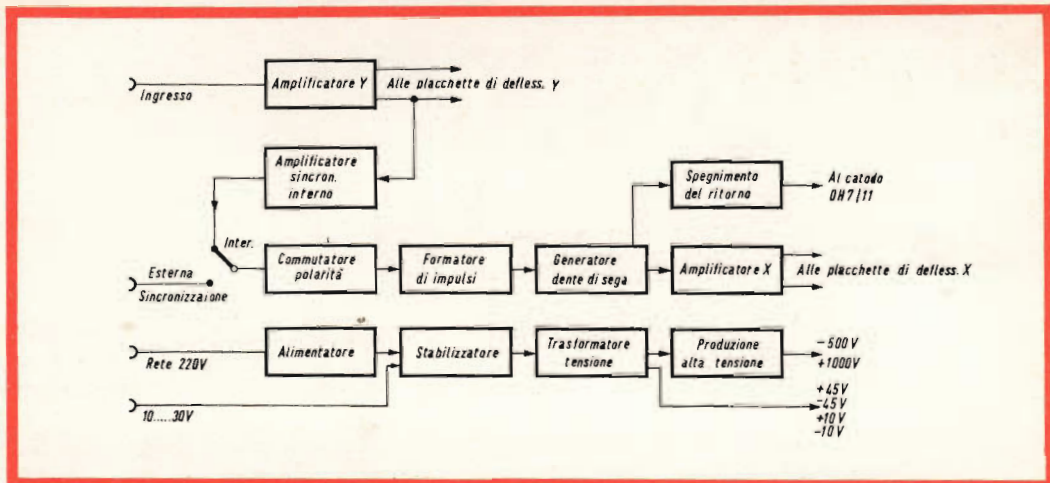 Ingresso
Amplificatore Y
Alle placchette di defless. Y
Amplificatore
sincron.
interno
Spegnimento
del ritorno
Al catodo
DH7/11
Inter.
Esterna
Sincronizzaione
Commutatore
polarità
Formatore
di impulsi
Generatore
dente di sega
Amplificatore X
Alle placchette di defless. X
Rete 220V
Alimentatore
Stabilizzatore
Trasformatore
tensione
Produzione
alta tensione
-500V
+1000V
10.....30V
+45V
-45V
+10V
-10V